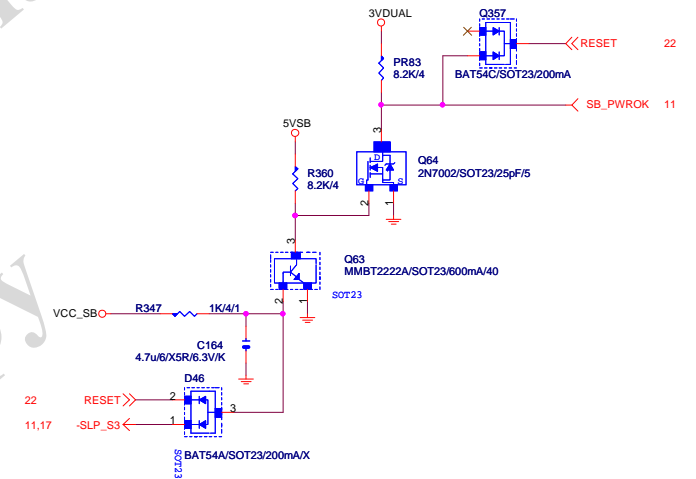 3VDUAL
Q357
RESET 22
PR83
8.2K/4
BAT54C/SOT23/200mA
SB_PWROK 11
5VSB
3
D
Q64
2N7002/SOT23/25pF/5
G S
R360
8.2K/4
2 1
3
Q63
MMBT2222A/SOT23/600mA/40
SOT23
2 1
VCC_SB R347 1K/4/1
C164
4.7u/6/X5R/6.3V/K
D46
22 RESET 2
3
11,17 -SLP_S3 1
SOT23
BAT54A/SOT23/200mA/X